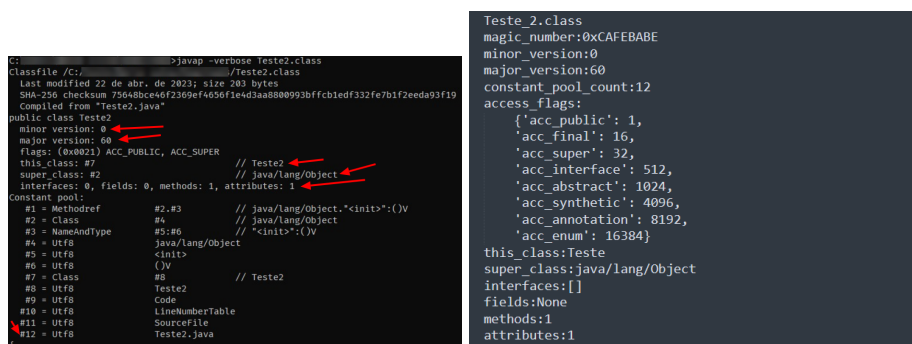 C: >javap -verbose Teste2.class
Classfile /C:/ /Teste2.class
Last modified 22 de abr. de 2023; size 203 bytes
SHA-256 checksum 75648bce46f2369ef4656f1e4d3aa8800993bffcb1edf332fe7b1f2eeda93f19
Compiled from "Teste2.java"
public class Teste2
minor version: 0
major version: 60
flags: (0x0021) ACC_PUBLIC, ACC_SUPER
this_class: #7 // Teste2
super_class: #2 // java/lang/Object
interfaces: 0, fields: 0, methods: 1, attributes: 1
Constant pool:
#1 = Methodref #2.#3 // java/lang/Object."<init>":()V
#2 = Class #4 // java/lang/Object
#3 = NameAndType #5:#6 // "<init>":()V
#4 = Utf8 java/lang/Object
#5 = Utf8 <init>
#6 = Utf8 ()V
#7 = Class #8 // Teste2
#8 = Utf8 Teste2
#9 = Utf8 Code
#10 = Utf8 LineNumberTable
#11 = Utf8 SourceFile
#12 = Utf8 Teste2.java
Teste_2.class
magic_number:0xCAFEBABE
minor_version:0
major_version:60
constant_pool_count:12
access_flags:
{'acc_public': 1,
'acc_final': 16,
'acc_super': 32,
'acc_interface': 512,
'acc_abstract': 1024,
'acc_synthetic': 4096,
'acc_annotation': 8192,
'acc_enum': 16384}
this_class:Teste
super_class:java/lang/Object
interfaces:[]
fields:None
methods:1
attributes:1